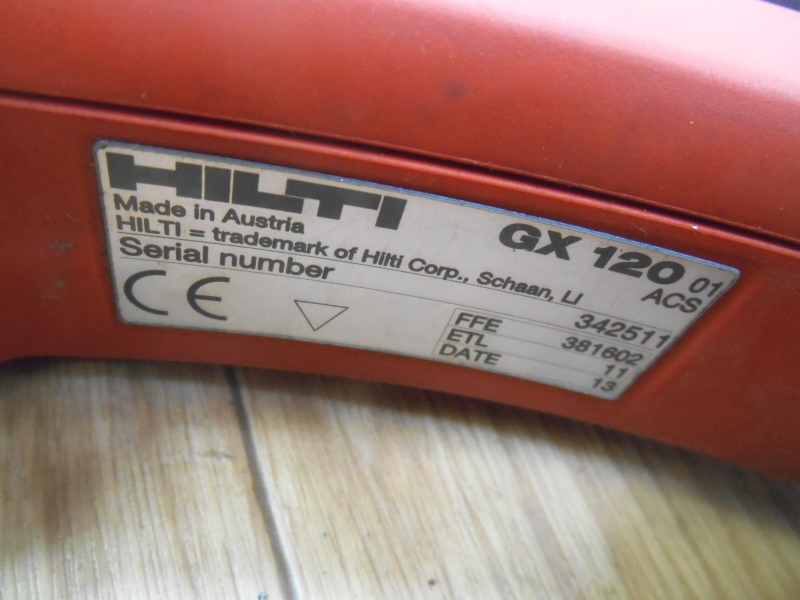 HILTI
GX 120 01
ACS
Made in Austria
HILTI = trademark of Hilti Corp., Schaan, LI
Serial number 342511
CE
FFE 381602
ETL 11
DATE 13